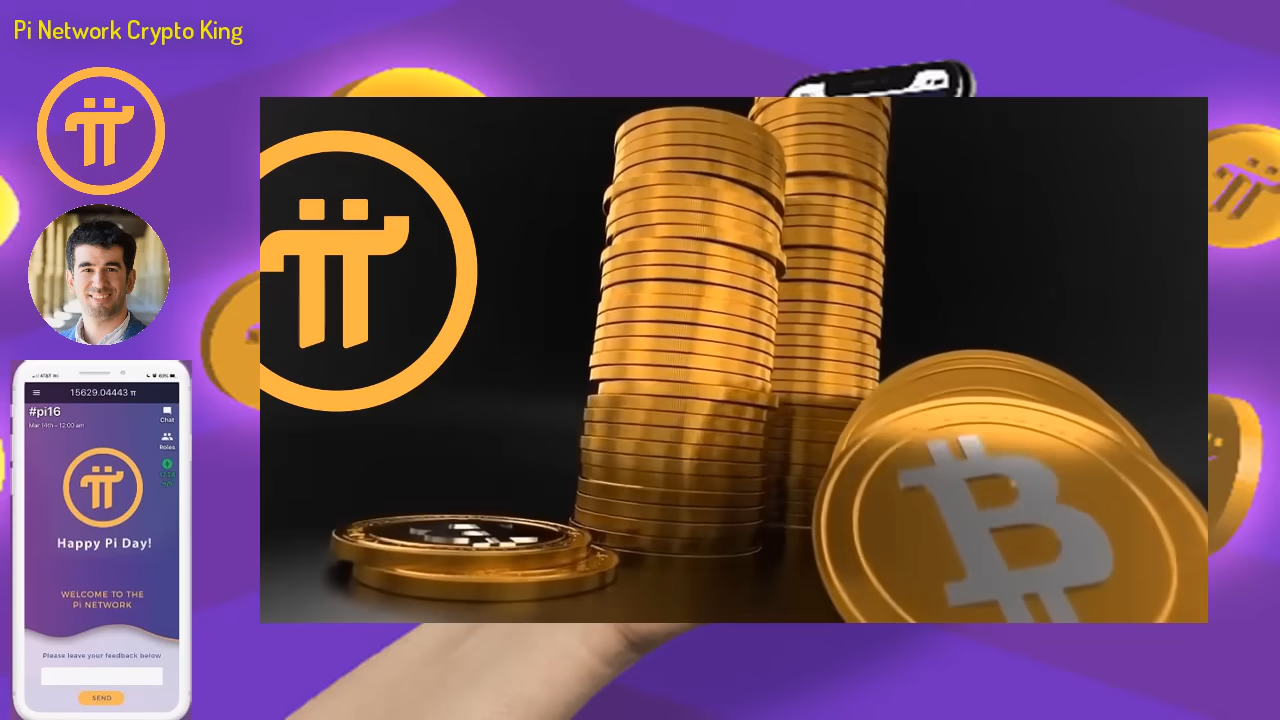 Pi Network Crypto King
15629.04443 π
#pi16
Mar 14th - 12:00 am
Chat
Roles
Happy Pi Day!
WELCOME TO THE
Pi NETWORK
Please leave your feedback below
SEND